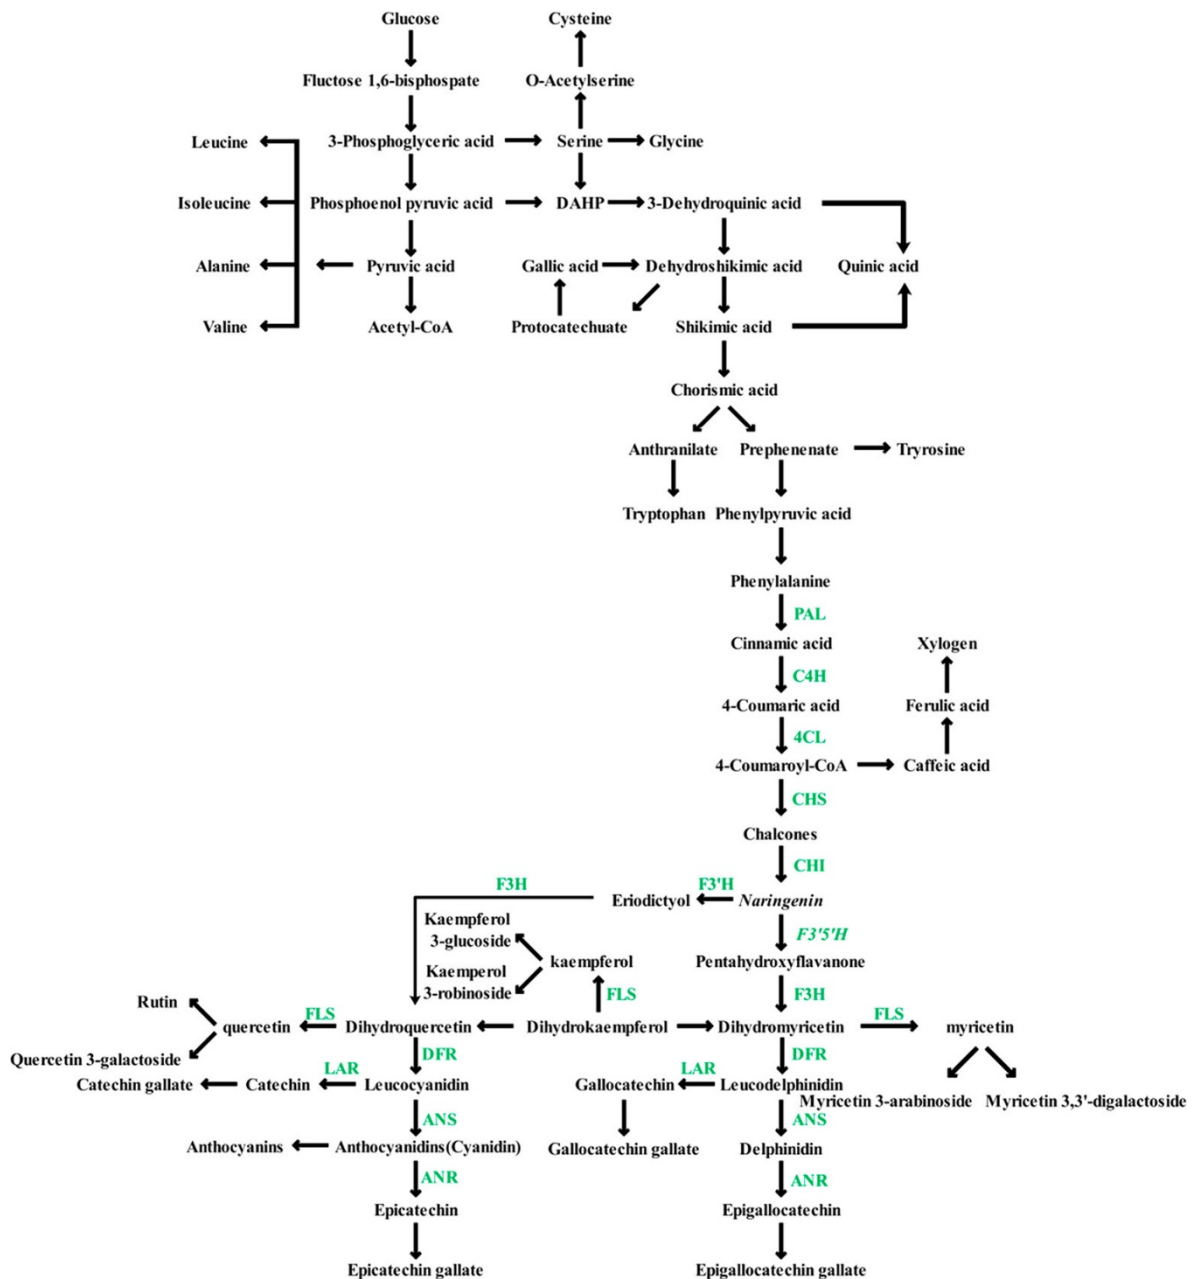 Glucose
Cysteine
Fluctose 1,6-bisphospate
O-Acetylserine
Leucine
3-Phosphoglyceric acid
Serine
Glycine
Isoleucine
Phosphoenol pyruvic acid
DAHP
3-Dehydroquinic acid
Alanine
Pyruvic acid
Gallic acid
Dehydroshikimic acid
Quinic acid
Valine
Acetyl-CoA
Protocatechuate
Shikimic acid
Chorismic acid
Anthranilate
Prephenenate
Tryrosine
Tryptophan
Phenylpyruvic acid
Phenylalanine
PAL
Cinnamic acid
Xylogen
C4H
4-Coumaric acid
Ferulic acid
4CL
4-Coumaroyl-CoA
Caffeic acid
CHS
Chalcones
CHI
F3H
F3'H
Eriodictyol
Naringenin
Kaempferol
3-glucoside
F3'5'H
kaempferol
Pentahydroxyflavanone
Kaemperol
3-robinoside
FLS
F3H
Rutin
FLS
FLS
quercetin
Dihydroquercetin
Dihydrokaempferol
Dihydromyricetin
myricetin
Quercetin 3-galactoside
DFR
DFR
LAR
LAR
Catechin gallate
Catechin
Leucocyanidin
Gallocatechin
Leucodelphinidin
Myricetin 3-arabinoside
Myricetin 3,3'-digalactoside
ANS
ANS
Anthocyanins
Anthocyanidins(Cyanidin)
Gallocatechin gallate
Delphinidin
ANR
ANR
Epicatechin
Epigallocatechin
Epicatechin gallate
Epigallocatechin gallate